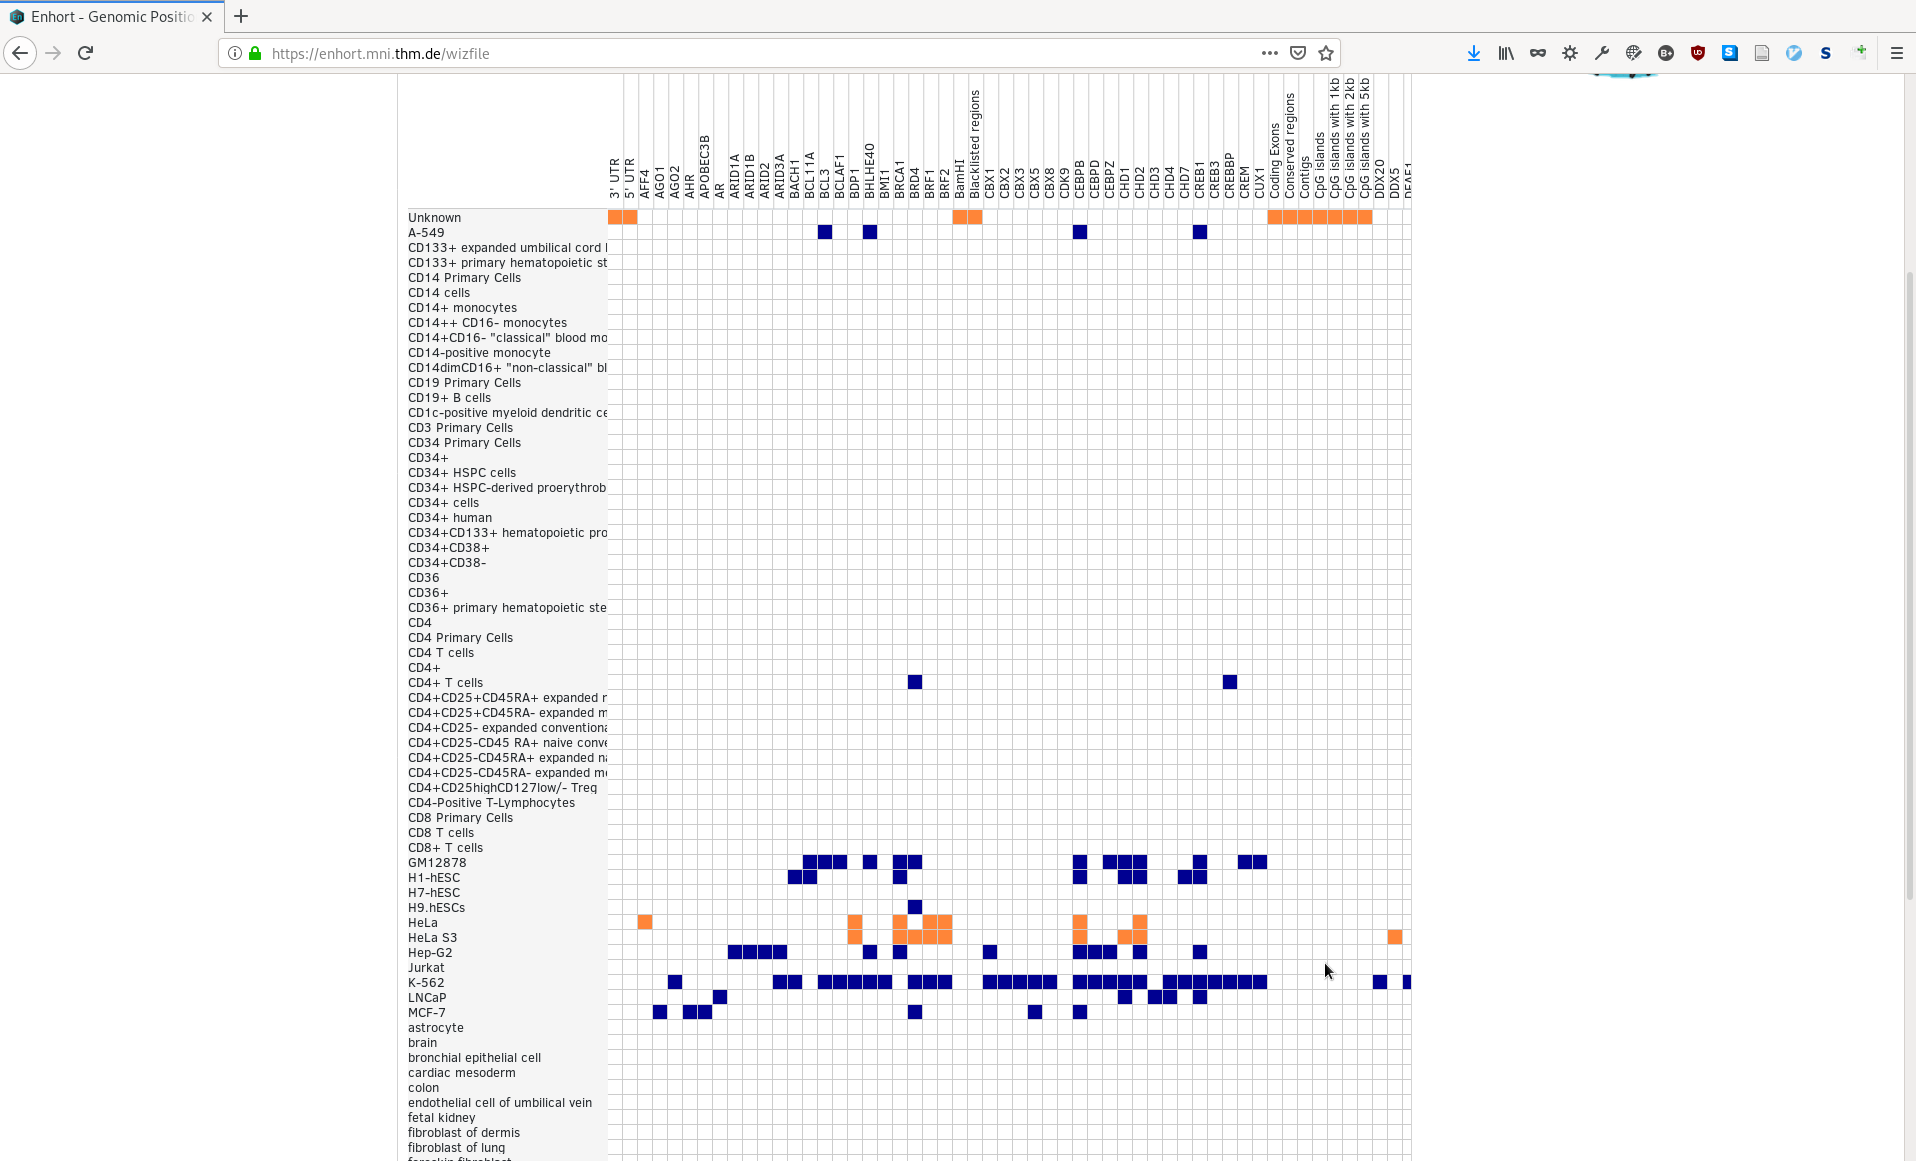 Enhort - Genomic Positio
https://enhort.mni.thm.de/wizfile
3' UTR
5' UTR
AFF4
AGO1
AGO2
AHR
APOBEC3B
AR
ARID1A
ARID1B
ARID2
ARID3A
BACH1
BCL11A
BCL3
BCLAF1
BDP1
BHLHE40
BMI1
BRCA1
BRD4
BRF1
BRF2
BamHI
Blacklisted regions
CBX1
CBX2
CBX3
CBX5
CBX8
CDK9
CEBPB
CEBPD
CEBPZ
CHD1
CHD2
CHD3
CHD4
CHD7
CREB1
CREB3
CREBBP
CREM
CUX1
Coding Exons
Conserved regions
Contigs
CpG islands
CpG islands with 1kb
CpG islands with 2kb
CpG islands with 5kb
DDX20
DDX5
Unknown
A-549
CD133+ expanded umbilical cord
CD133+ primary hematopoietic st
CD14 Primary Cells
CD14 cells
CD14+ monocytes
CD14++ CD16- monocytes
CD14+CD16- "classical" blood mo
CD14-positive monocyte
CD14dimCD16+ "non-classical" bl
CD19 Primary Cells
CD19+ B cells
CD1c-positive myeloid dendritic ce
CD3 Primary Cells
CD34 Primary Cells
CD34+
CD34+ HSPC cells
CD34+ HSPC-derived proerythrob
CD34+ cells
CD34+ human
CD34+CD133+ hematopoietic pro
CD34+CD38+
CD34+CD38-
CD36
CD36+
CD36+ primary hematopoietic ste
CD4
CD4 Primary Cells
CD4 T cells
CD4+
CD4+ T cells
CD4+CD25+CD45RA+ expanded r
CD4+CD25+CD45RA- expanded m
CD4+CD25- expanded conventiona
CD4+CD25-CD45 RA+ naive conve
CD4+CD25-CD45RA+ expanded na
CD4+CD25-CD45RA- expanded me
CD4+CD25highCD127low/- Treg
CD4-Positive T-Lymphocytes
CD8 Primary Cells
CD8 T cells
CD8+ T cells
GM12878
H1-hESC
H7-hESC
H9.hESCs
HeLa
HeLa S3
Hep-G2
Jurkat
K-562
LNCaP
MCF-7
astrocyte
brain
bronchial epithelial cell
cardiac mesoderm
colon
endothelial cell of umbilical vein
fetal kidney
fibroblast of dermis
fibroblast of lung